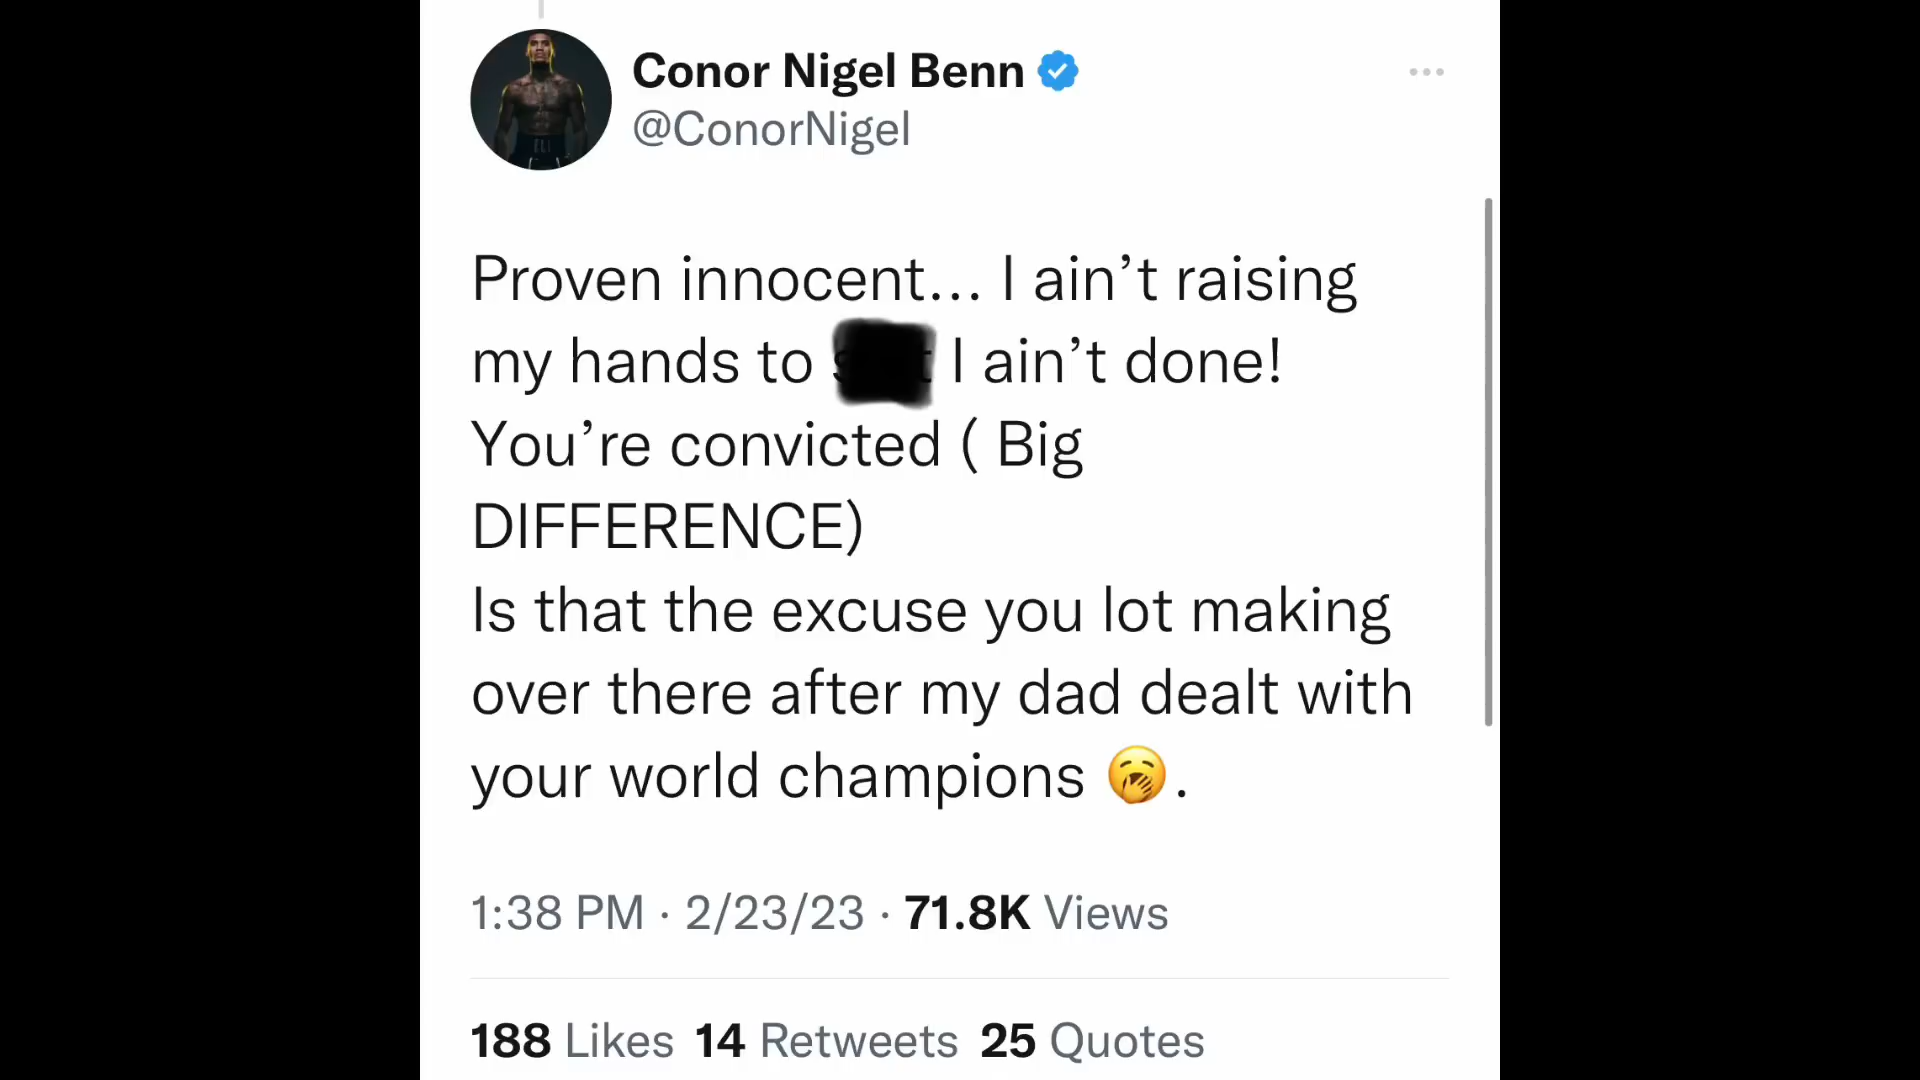 Conor Nigel Benn
@ConorNigel
Proven innocent... I ain’t raising
my hands to I ain’t done!
You’re convicted ( Big
DIFFERENCE)
Is that the excuse you lot making
over there after my dad dealt with
your world champions 🥱.
1:38 PM · 2/23/23 · 71.8K Views
188 Likes 14 Retweets 25 Quotes